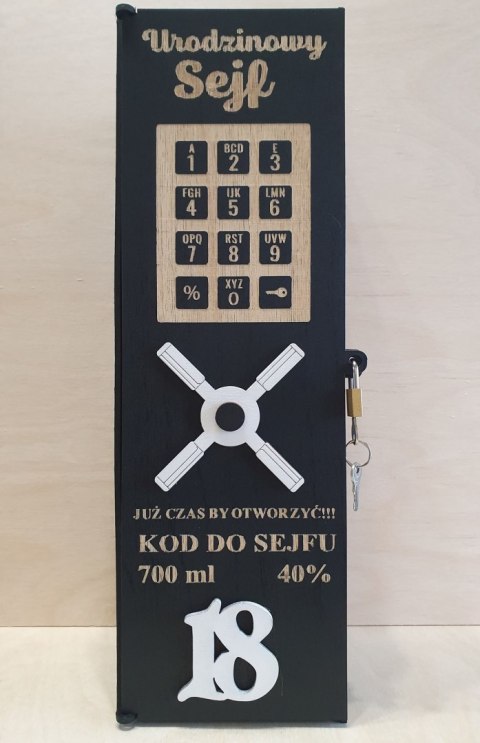 Urodzinowy
Sejf
A BCD E
1 2 3
FGH IJK LMN
4 5 6
OPQ RST UVW
7 8 9
XYZ
% 0
JUŻ CZAS BY OTWORZYĆ!!!
KOD DO SEJFU
700 ml 40%
18